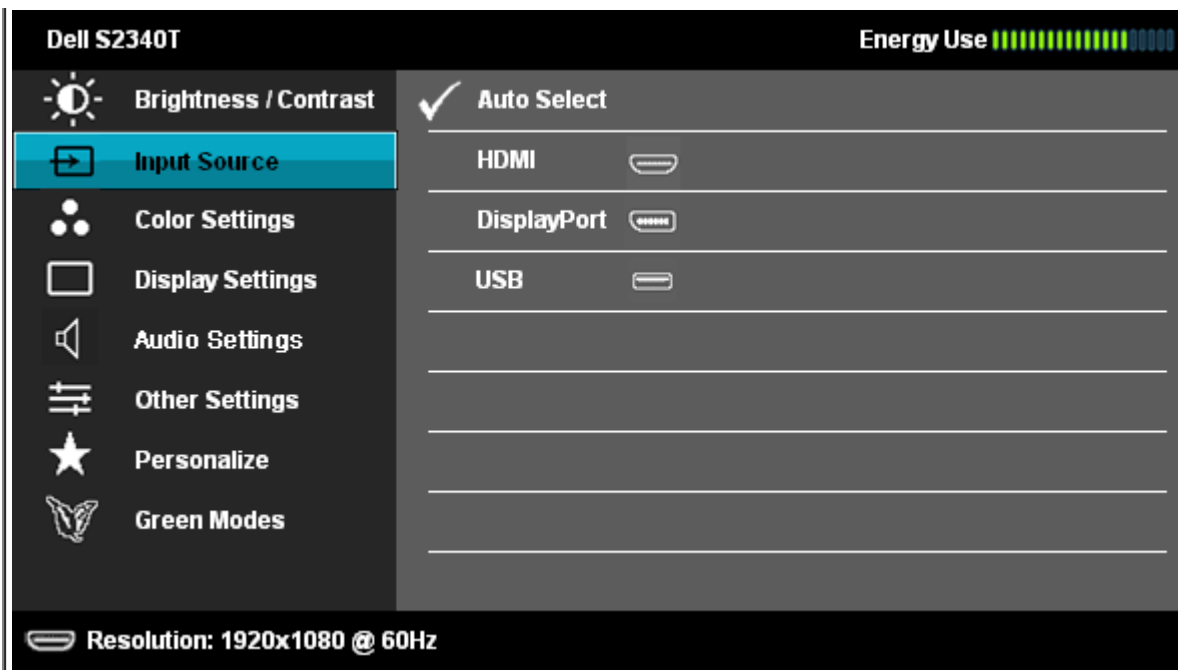 Dell S2340T Energy Use
Brightness / Contrast Auto Select
Input Source HDMI
Color Settings DisplayPort
Display Settings USB
Audio Settings
Other Settings
Personalize
Green Modes
Resolution: 1920x1080 @ 60Hz